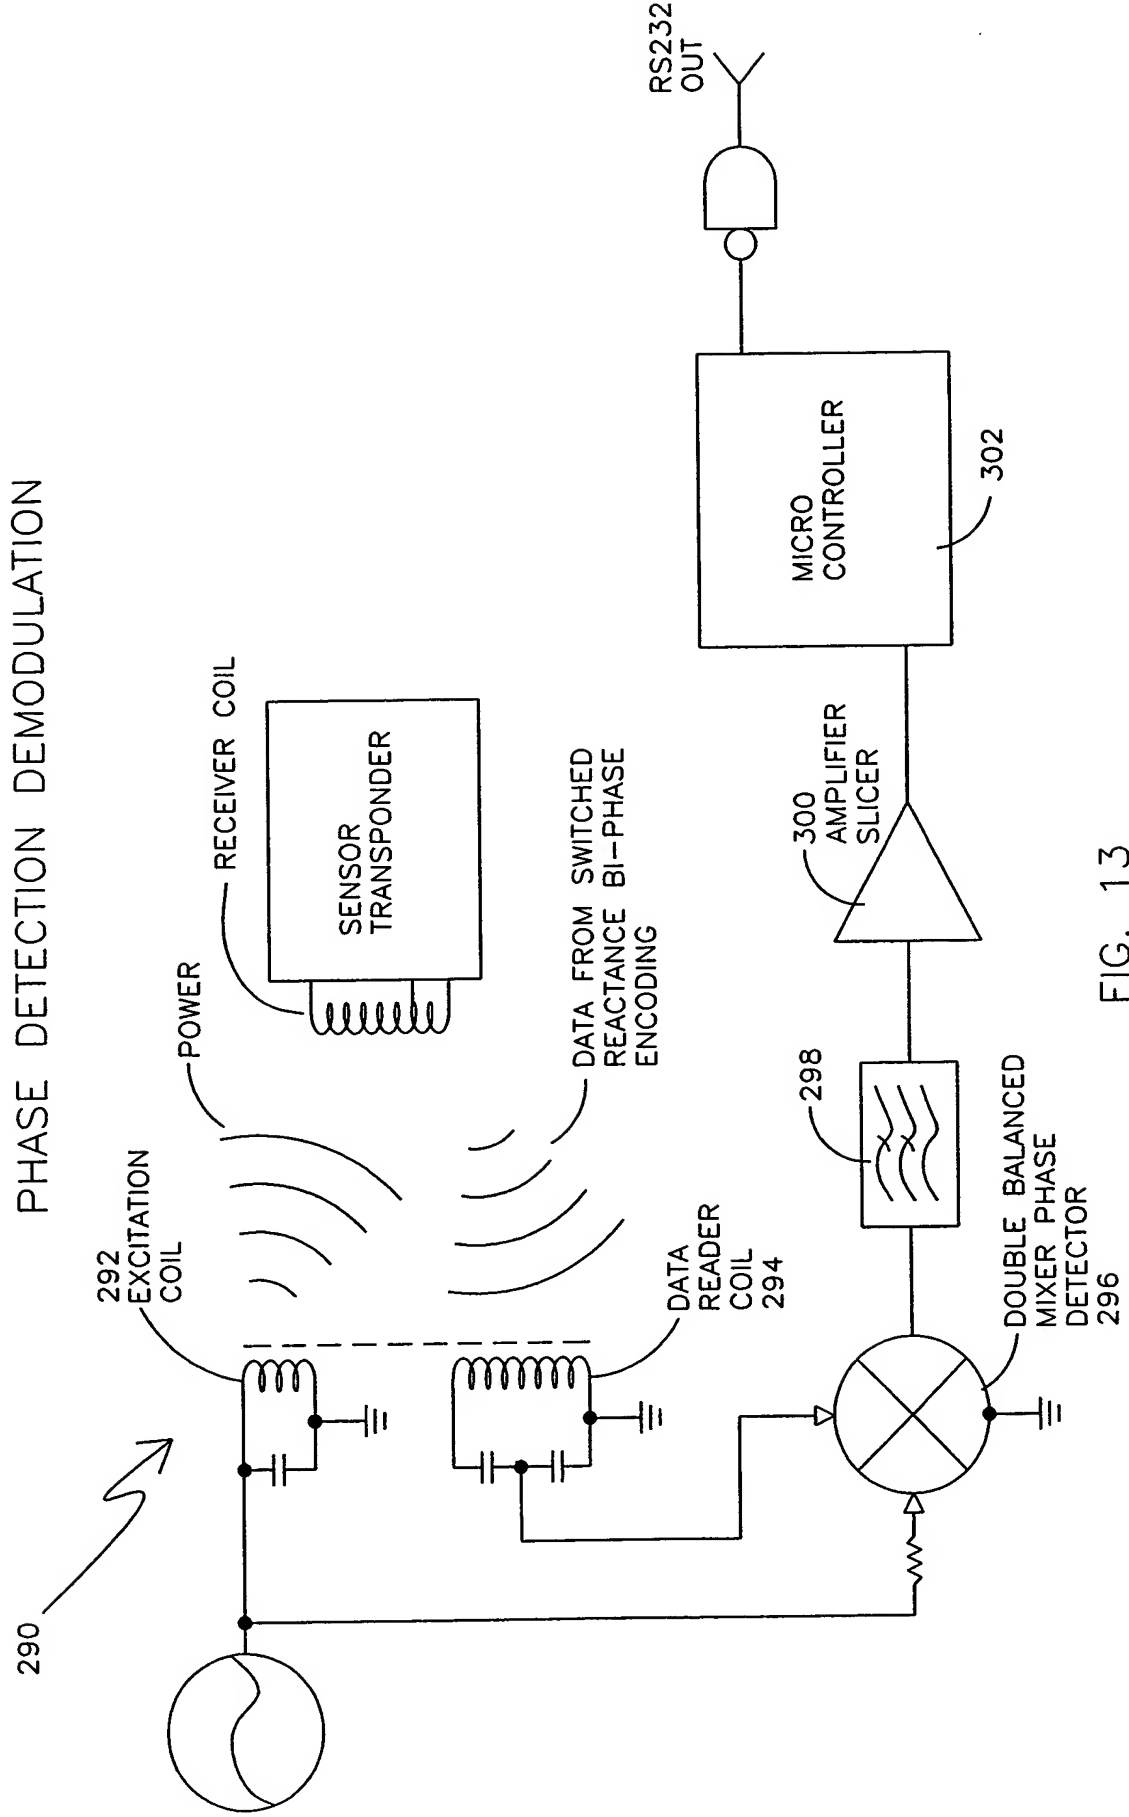 PHASE DETECTION DEMODULATION
290
292
EXCITATION
COIL
POWER
RECEIVER COIL
SENSOR
TRANSPONDER
DATA FROM SWITCHED
REACTANCE BI-PHASE
ENCODING
DATA
READER
COIL
294
RS232
OUT
298
300
AMPLIFIER
SLICER
MICRO
CONTROLLER
302
DOUBLE BALANCED
MIXER PHASE
DETECTOR
296
FIG. 13